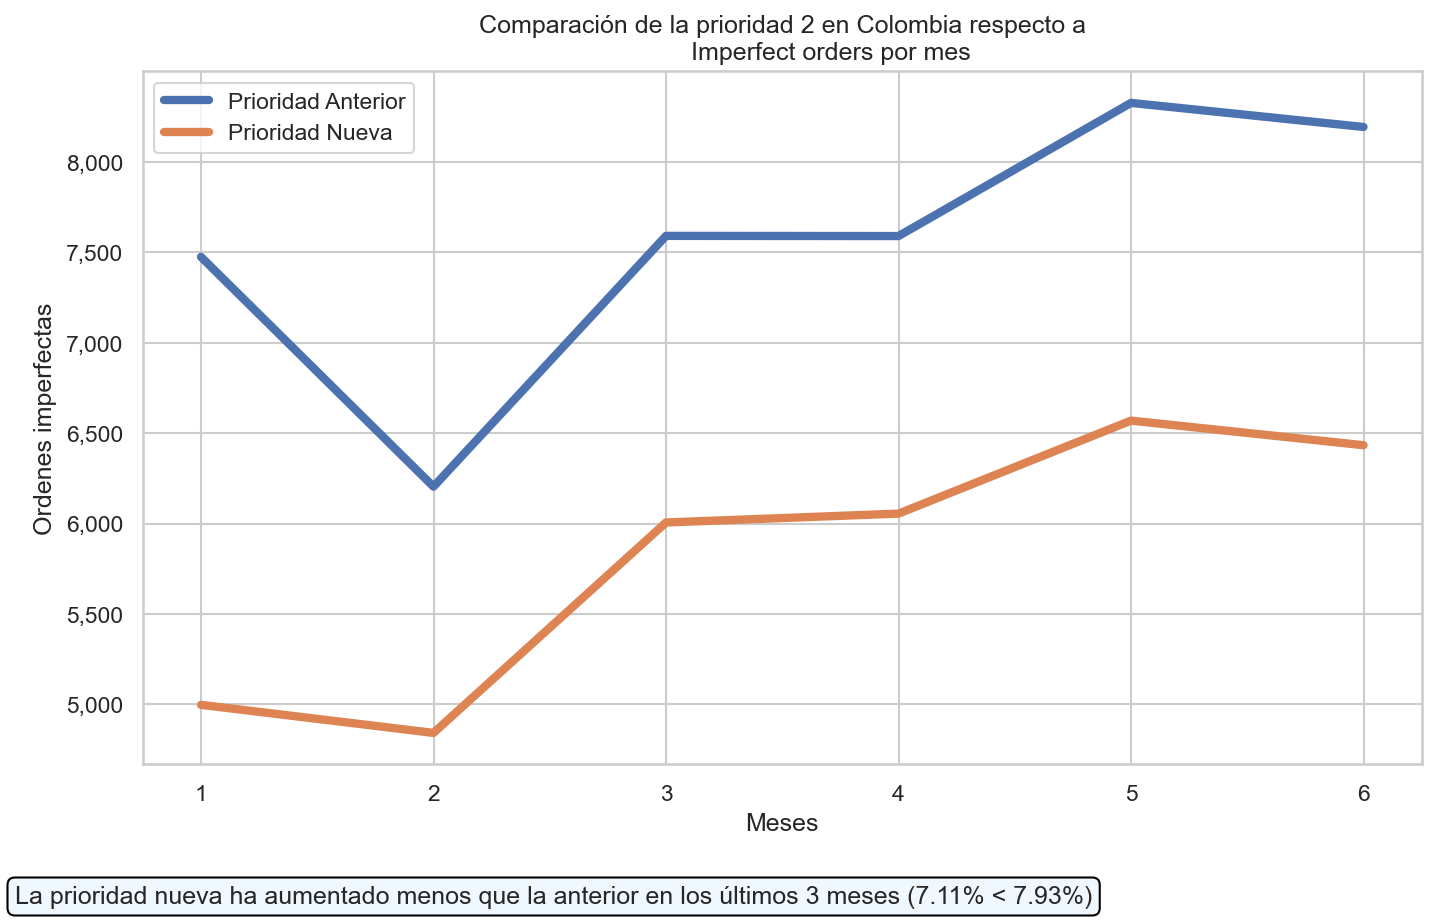 Comparación de la prioridad 2 en Colombia respecto a
Imperfect orders por mes
Prioridad Anterior
Prioridad Nueva
8,000
7,500
7,000
6,500
6,000
5,500
5,000
Ordenes imperfectas
1 2 3 4 5 6
Meses
La prioridad nueva ha aumentado menos que la anterior en los últimos 3 meses (7.11% < 7.93%)